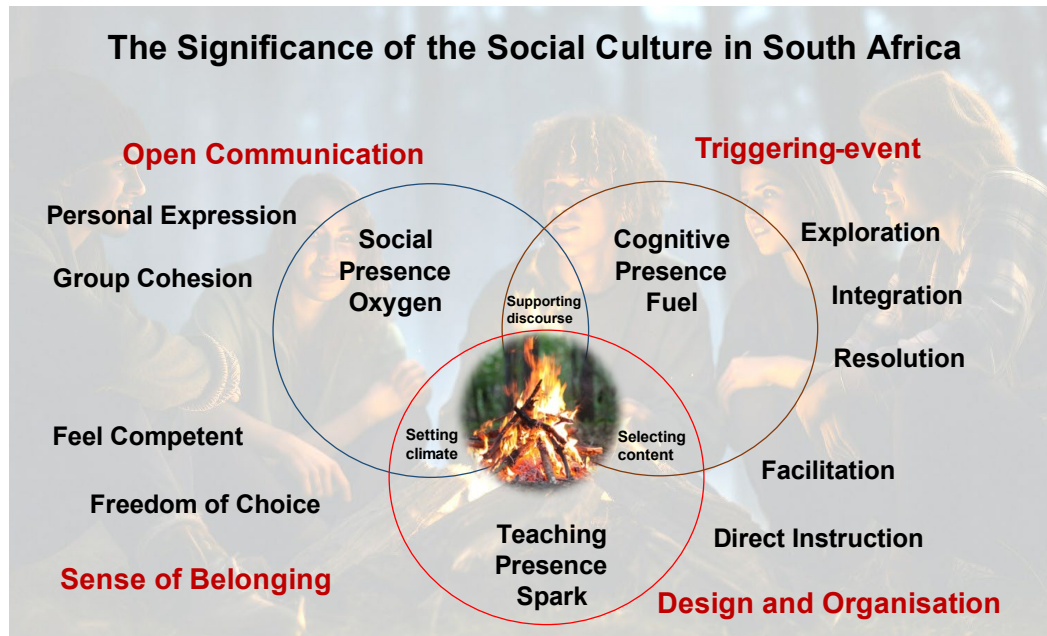 The Significance of the Social Culture in South Africa
Open Communication
Triggering-event
Personal Expression
Group Cohesion
Social
Presence
Oxygen
Cognitive
Presence
Fuel
Exploration
Integration
Resolution
Supporting
discourse
Feel Competent
Freedom of Choice
Sense of Belonging
Setting
climate
Selecting
content
Teaching
Presence
Spark
Facilitation
Direct Instruction
Design and Organisation